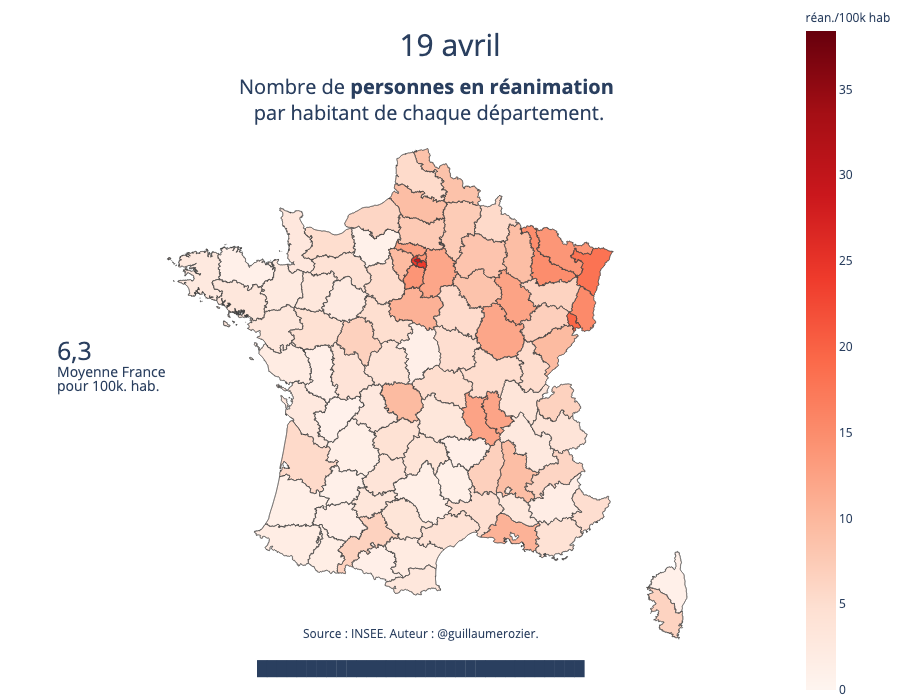 réan./100k hab
19 avril
Nombre de personnes en réanimation
par habitant de chaque département.
35
30
25
20
15
10
5
0
6,3
Moyenne France
pour 100k. hab.
Source : INSEE. Auteur : @guillaumerozier.